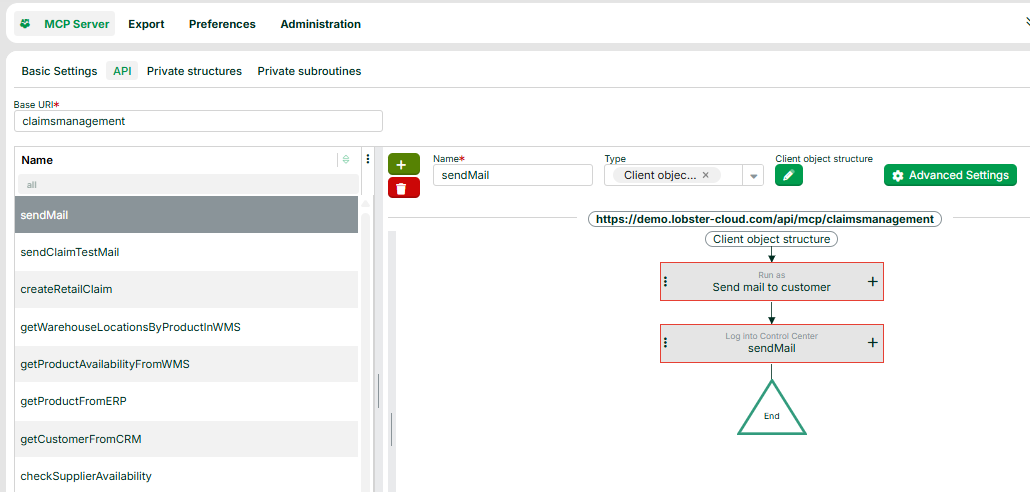 MCP Server Export Preferences Administration
Basic Settings API Private structures Private subroutines
Base URI*
claimsmanagement
Name
all
sendMail
sendClaimTestMail
createRetailClaim
getWarehouseLocationsByProductInWMS
getProductAvailabilityFromWMS
getProductFromERP
getCustomerFromCRM
checkSupplierAvailability
Name* Type Client object structure
sendMail Client objec... × Advanced Settings
https://demo.lobster-cloud.com/api/mcp/claimsmanagement
Client object structure
Run as
Send mail to customer
Log into Control Center
sendMail
End